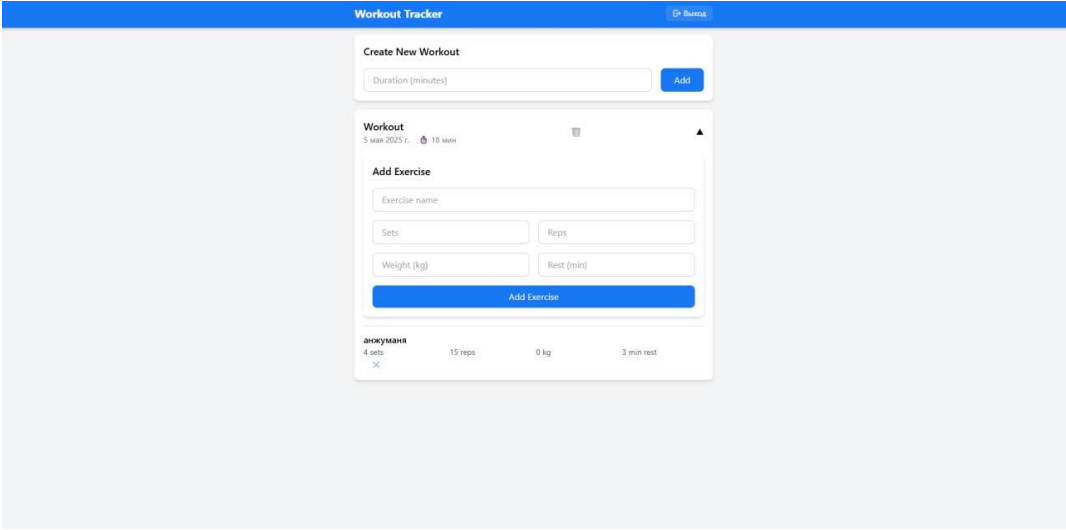 Workout Tracker
Выход
Create New Workout
Duration (minutes)
Add
Workout
5 мая 2025 г. 18 мин
Add Exercise
Exercise name
Sets Reps
Weight (kg) Rest (min)
Add Exercise
анжуманя
4 sets 15 reps 0 kg 3 min rest